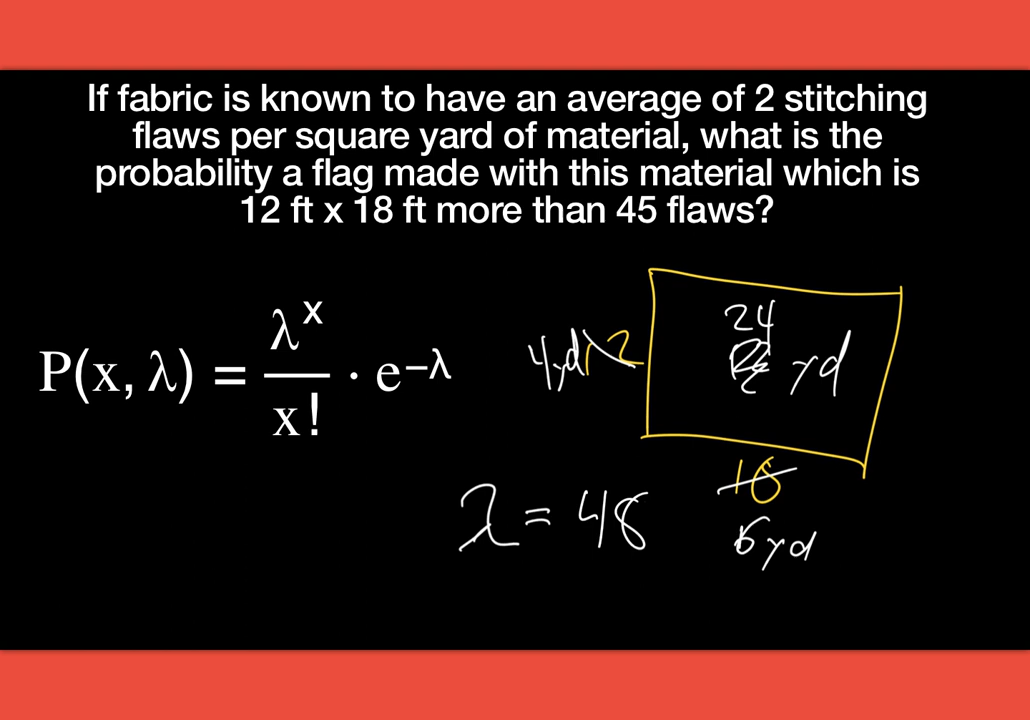 If fabric is known to have an average of 2 stitching
flaws per square yard of material, what is the
probability a flag made with this material which is
12 ft x 18 ft more than 45 flaws?
P(x, λ) = λ^x / x! · e^−λ
4yd 12
24 yd
18
6yd
λ = 48